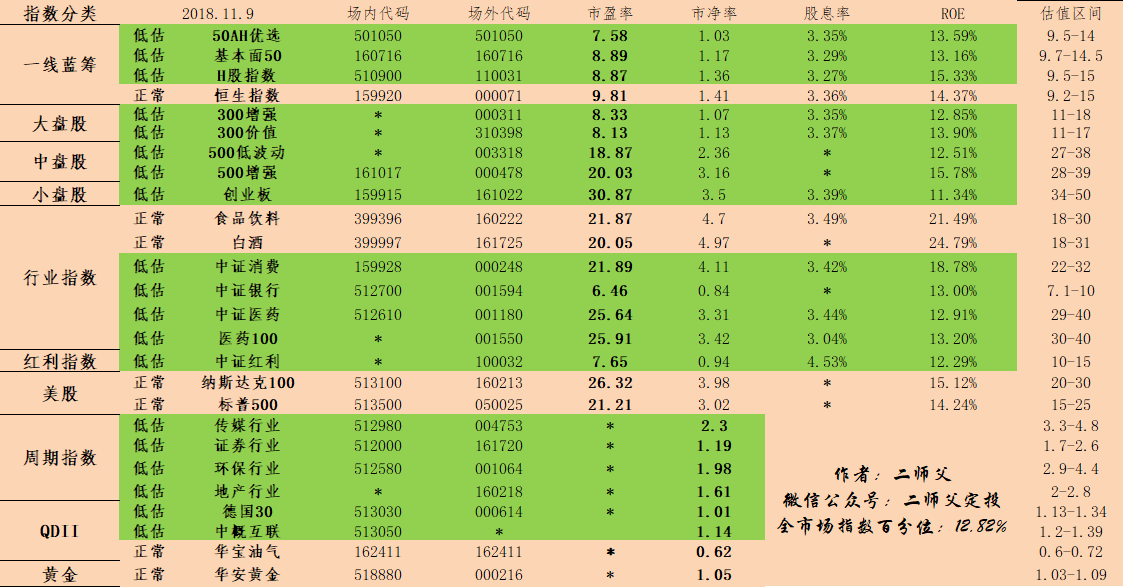 指数分类 2018.11.9 场内代码 场外代码 市盈率 市净率 股息率 ROE 估值区间
一线蓝筹
低估 50AH优选 501050 501050 7.58 1.03 3.35% 13.59% 9.5-14
低估 基本面50 160716 160716 8.89 1.17 3.29% 13.16% 9.7-14.5
低估 H股指数 510900 110031 8.87 1.36 3.27% 15.33% 9.5-15
正常 恒生指数 159920 000071 9.81 1.41 3.36% 14.37% 9.2-15
大盘股
低估 300增强 * 000311 8.33 1.07 3.35% 12.85% 11-18
低估 300价值 * 310398 8.13 1.13 3.37% 13.90% 11-17
中盘股
低估 500低波动 * 003318 18.87 2.36 * 12.51% 27-38
低估 500增强 161017 000478 20.03 3.16 * 15.78% 28-39
小盘股 低估 创业板 159915 161022 30.87 3.5 3.39% 11.34% 34-50
行业指数
正常 食品饮料 399396 160222 21.87 4.7 3.49% 21.49% 18-30
正常 白酒 399997 161725 20.05 4.97 * 24.79% 18-31
低估 中证消费 159928 000248 21.89 4.11 3.42% 18.78% 22-32
低估 中证银行 512700 001594 6.46 0.84 * 13.00% 7.1-10
低估 中证医药 512610 001180 25.64 3.31 3.44% 12.91% 29-40
低估 医药100 * 001550 25.91 3.42 3.04% 13.20% 30-40
红利指数 低估 中证红利 * 100032 7.65 0.94 4.53% 12.29% 10-15
美股
正常 纳斯达克100 513100 160213 26.32 3.98 * 15.12% 20-30
正常 标普500 513500 050025 21.21 3.02 * 14.24% 15-25
周期指数
低估 传媒行业 512980 004753 * 2.3 3.3-4.8
低估 证券行业 512000 161720 * 1.19 1.7-2.6
低估 环保行业 512580 001064 * 1.98 2.9-4.4
低估 地产行业 * 160218 * 1.61 2-2.8
QDII
低估 德国30 513030 000614 * 1.01 1.13-1.34
低估 中概互联 513050 * 1.14 1.2-1.39
正常 华宝油气 162411 162411 * 0.62 0.6-0.72
黄金 正常 华安黄金 518880 000216 * 1.05 1.03-1.09
作者：二师父
微信公众号：二师父定投
全市场指数百分位：12.82%